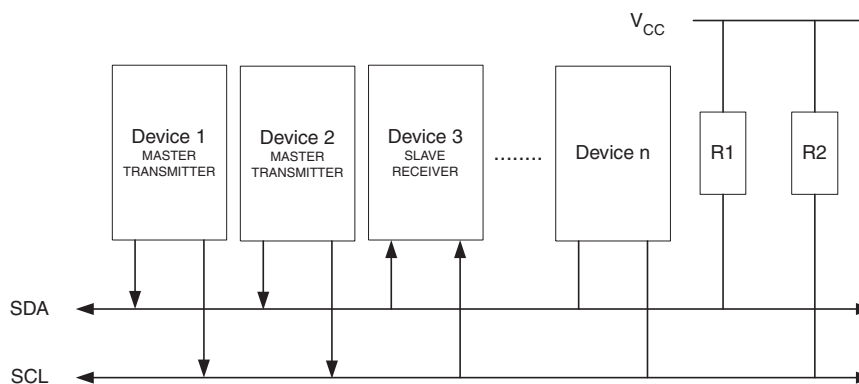 VCC
Device 1
MASTER
TRANSMITTER
Device 2
MASTER
TRANSMITTER
Device 3
SLAVE
RECEIVER
........
Device n
R1
R2
SDA
SCL